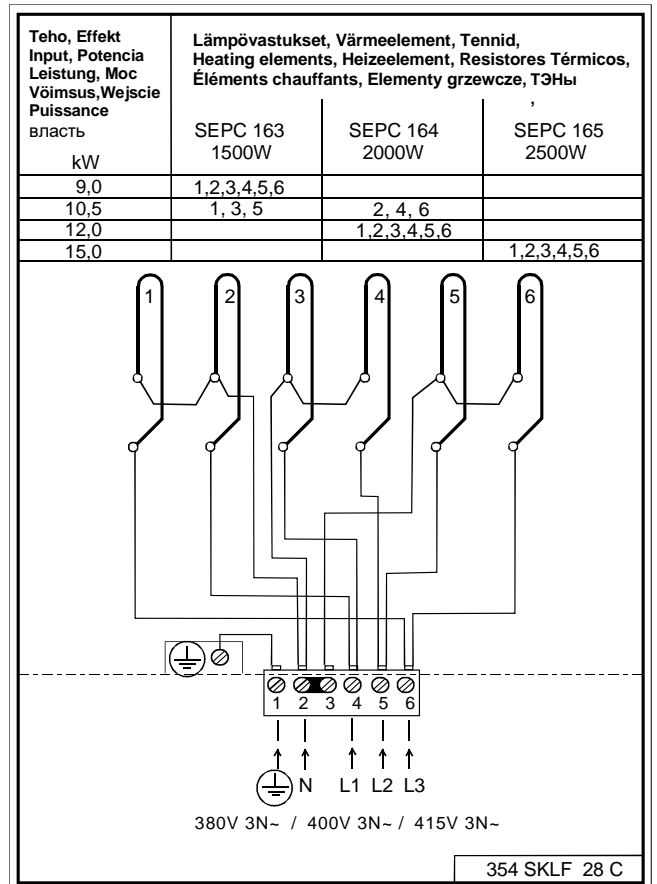 Teho, Effekt
Input, Potencia
Leistung, Moc
Vöimsus,Wejscie
Puissance
власть
kW
Lämpövastukset, Värmeelement, Tennid,
Heating elements, Heizeelement, Resistores Térmicos,
Éléments chauffants, Elementy grzewcze, ТЭНы
,
SEPC 163
1500W
SEPC 164
2000W
SEPC 165
2500W
9,0 1,2,3,4,5,6
10,5 1, 3, 5 2, 4, 6
12,0 1,2,3,4,5,6
15,0 1,2,3,4,5,6
1 2 3 4 5 6
1 2 3 4 5 6
N L1 L2 L3
380V 3N~ / 400V 3N~ / 415V 3N~
354 SKLF 28 C